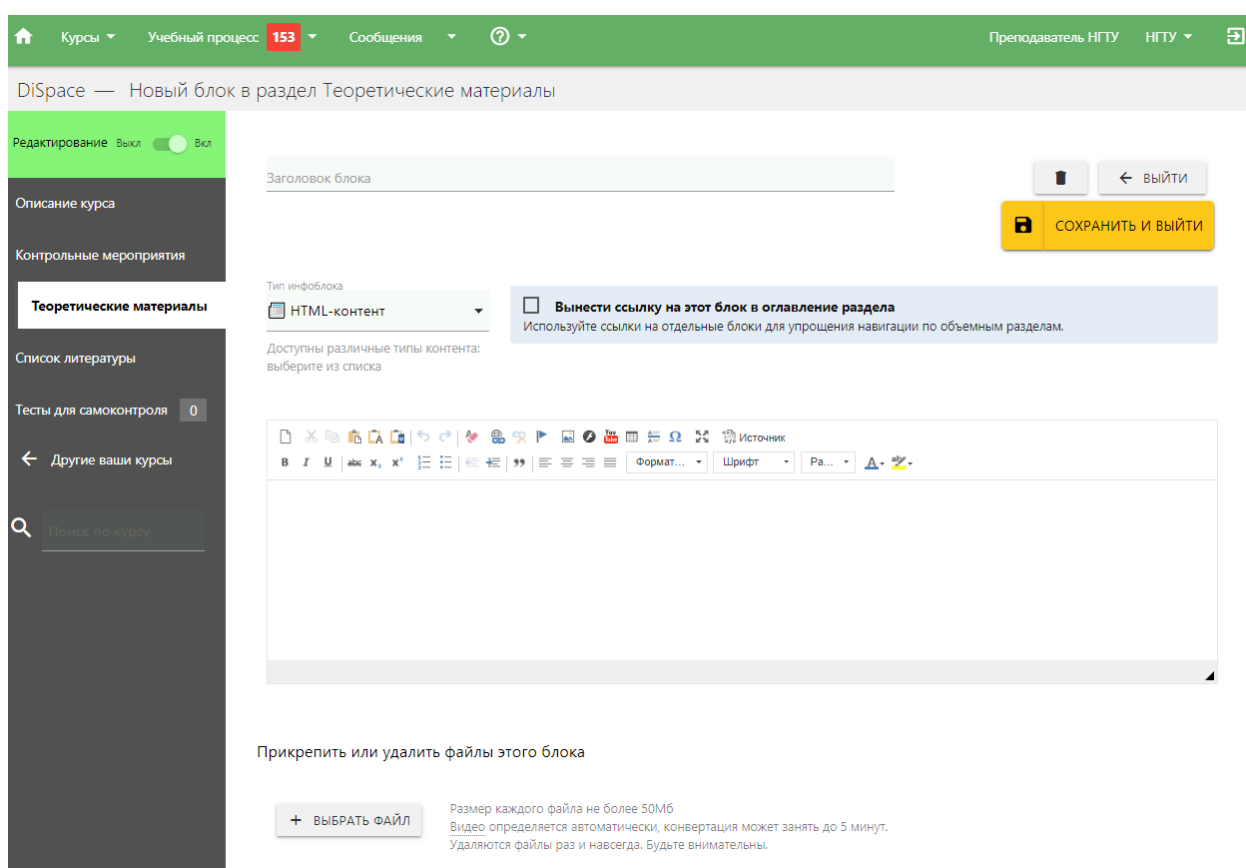 Курсы Учебный процесс 153 Сообщения Преподаватель НГТУ НГТУ
DiSpace — Новый блок в раздел Теоретические материалы
Редактирование Выкл Вкл
Заголовок блока
ВЫЙТИ
СОХРАНИТЬ И ВЫЙТИ
Описание курса
Контрольные мероприятия
Теоретические материалы
Список литературы
Тесты для самоконтроля 0
Другие ваши курсы
Поиск по курсу
Тип инфоблока
HTML-контент
Доступны различные типы контента:
выберите из списка
Вынести ссылку на этот блок в оглавление раздела
Используйте ссылки на отдельные блоки для упрощения навигации по объемным разделам.
You Tube Ω Источник
B I U abc x₂ x² Формат... Шрифт Ра... A
Прикрепить или удалить файлы этого блока
+ ВЫБРАТЬ ФАЙЛ
Размер каждого файла не более 50Мб
Видео определяется автоматически, конвертация может занять до 5 минут.
Удаляются файлы раз и навсегда. Будьте внимательны.